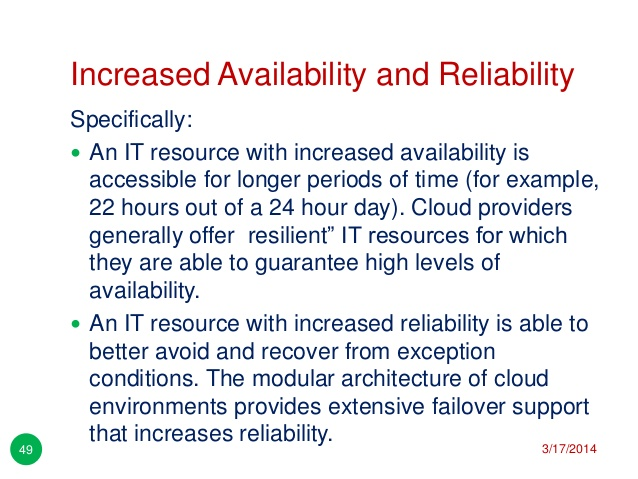 Increased Availability and Reliability
Specifically:
• An IT resource with increased availability is
accessible for longer periods of time (for example,
22 hours out of a 24 hour day). Cloud providers
generally offer  resilient” IT resources for which
they are able to guarantee high levels of
availability.
• An IT resource with increased reliability is able to
better avoid and recover from exception
conditions. The modular architecture of cloud
environments provides extensive failover support
that increases reliability.
49
3/17/2014